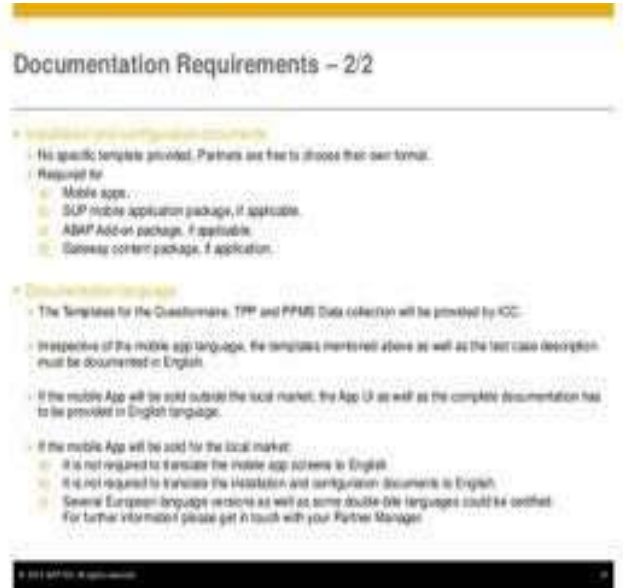 Documentation Requirements – 2/2
Installation and configuration documents
No specific template provided, Partners are free to choose their own format.
Required for
Mobile apps.
SUP mobile application package, if applicable.
ABAP Add-on package, if applicable.
Gateway content package, if application.
Documentation language
The Templates for the Questionnaire, TPP and PPMS Data collection will be provided by ICC.
Irrespective of the mobile app language, the templates mentioned above as well as the test case description
must be documented in English.
If the mobile App will be sold outside the local market, the App UI as well as the complete documentation has
to be provided in English language.
If the mobile App will be sold for the local market:
It is not required to translate the mobile app screens to English
It is not required to translate the installation and configuration documents to English.
Several European language versions as well as some double-byte languages could be certified.
For further information please get in touch with your Partner Manager.
SAP AG. All rights reserved.